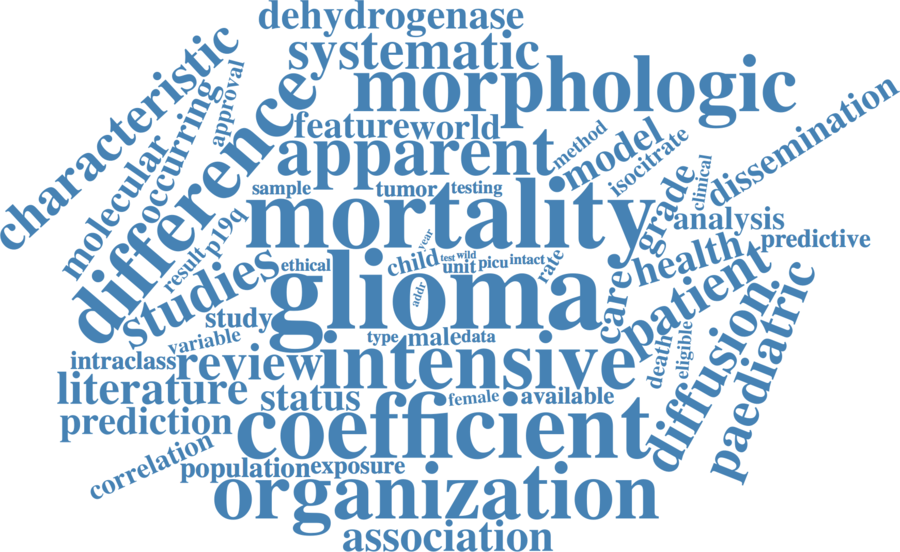 dehydrogenase
systematic
characteristic
morphologic
difference
approval
occurring
molecular
feature
world
apparent
method
model
isocitrate
dissemination
sample
tumor
testing
clinical
mortality
grade
analysis
p19q
result
studies
ethical
child
year
test
wild
unit
picu
intact
rate
health
predictive
addr
glioma
care
patient
study
variable
type
male
data
death
eligible
diffusion
paediatric
intraclass
review
intensive
literature
status
female
available
prediction
coefficient
correlation
population
exposure
organization
association